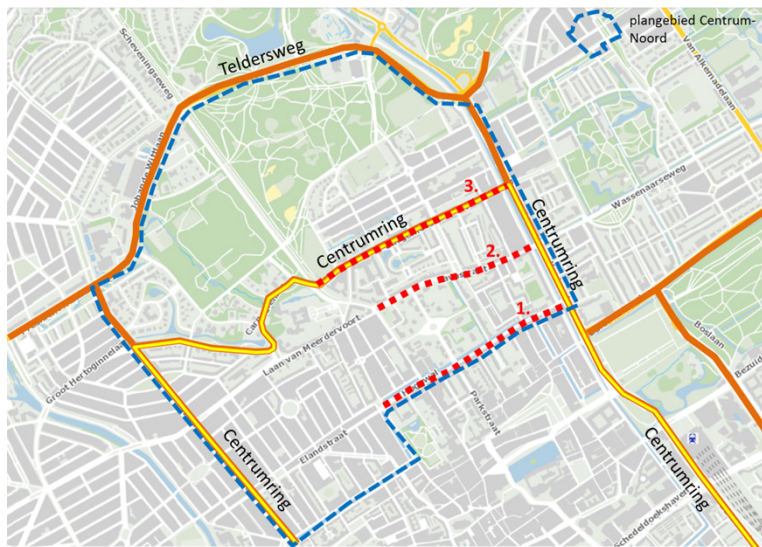 plangebied Centrum-
Noord
Scheveningseweg
Teldersweg
Van Alkemadelaan
Johan de Wittlaan
Wassenaarseweg
3.
Centrumring
Centrumring
2.
1.
Laan van Meerdervoort
Groot Hertoginnelaa
Boslaan
Bezuid
Parkstraat
Elandstraat
Centrumring
Centrumring
Schedeldoekshaven